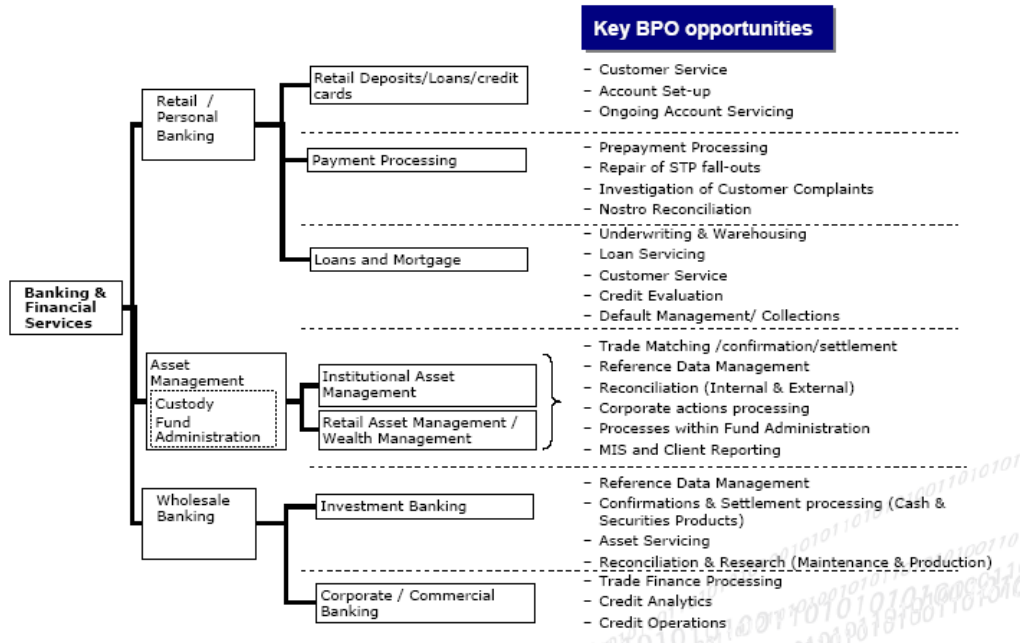 Key BPO opportunities
Retail Deposits/Loans/credit
cards
– Customer Service
– Account Set-up
– Ongoing Account Servicing
Retail /
Personal
Banking
Payment Processing
– Prepayment Processing
– Repair of STP fall-outs
– Investigation of Customer Complaints
– Nostro Reconciliation
Loans and Mortgage
– Underwriting & Warehousing
– Loan Servicing
– Customer Service
– Credit Evaluation
– Default Management/ Collections
Banking &
Financial
Services
Asset
Management
Custody
Fund
Administration
Institutional Asset
Management
Retail Asset Management /
Wealth Management
– Trade Matching /confirmation/settlement
– Reference Data Management
– Reconciliation (Internal & External)
– Corporate actions processing
– Processes within Fund Administration
– MIS and Client Reporting
Wholesale
Banking
Investment Banking
– Reference Data Management
– Confirmations & Settlement processing (Cash &
Securities Products)
– Asset Servicing
– Reconciliation & Research (Maintenance & Production)
Corporate / Commercial
Banking
– Trade Finance Processing
– Credit Analytics
– Credit Operations